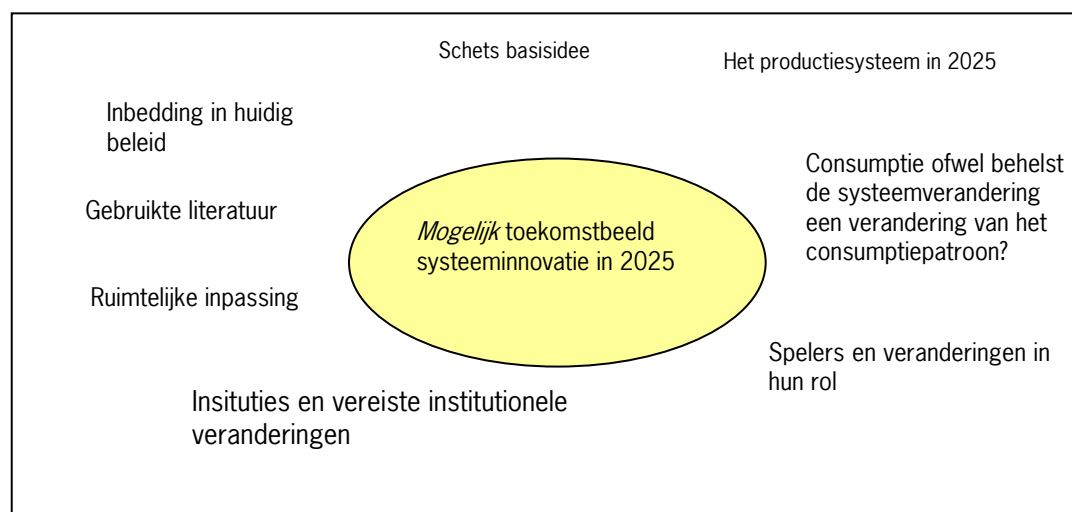 Schets basisidee
Het productiesysteem in 2025
Inbedding in huidig
beleid
Consumptie ofwel behelst
de systeemverandering
een verandering van het
consumptiepatroon?
Gebruikte literatuur
Mogelijk toekomstbeeld
systeeminnovatie in 2025
Ruimtelijke inpassing
Spelers en veranderingen in
hun rol
Insituties en vereiste institutionele
veranderingen